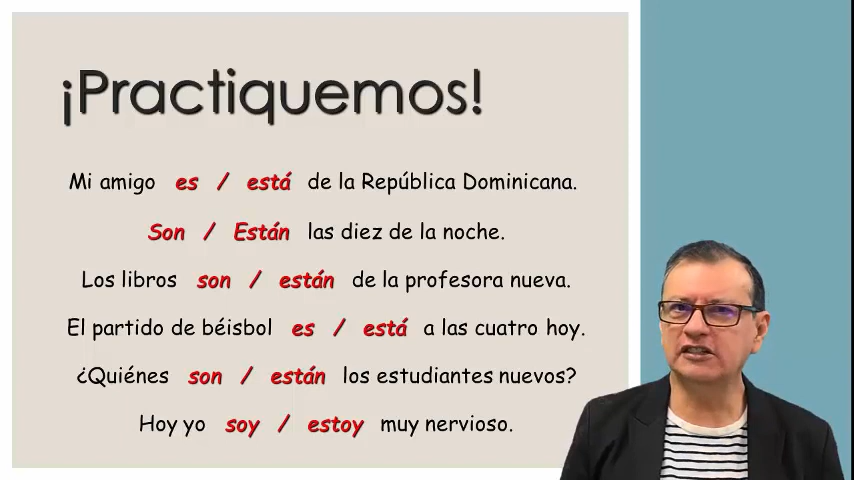 ¡Practiquemos!
Mi amigo es / está de la República Dominicana.
Son / Están las diez de la noche.
Los libros son / están de la profesora nueva.
El partido de béisbol es / está a las cuatro hoy.
¿Quiénes son / están los estudiantes nuevos?
Hoy yo soy / estoy muy nervioso.